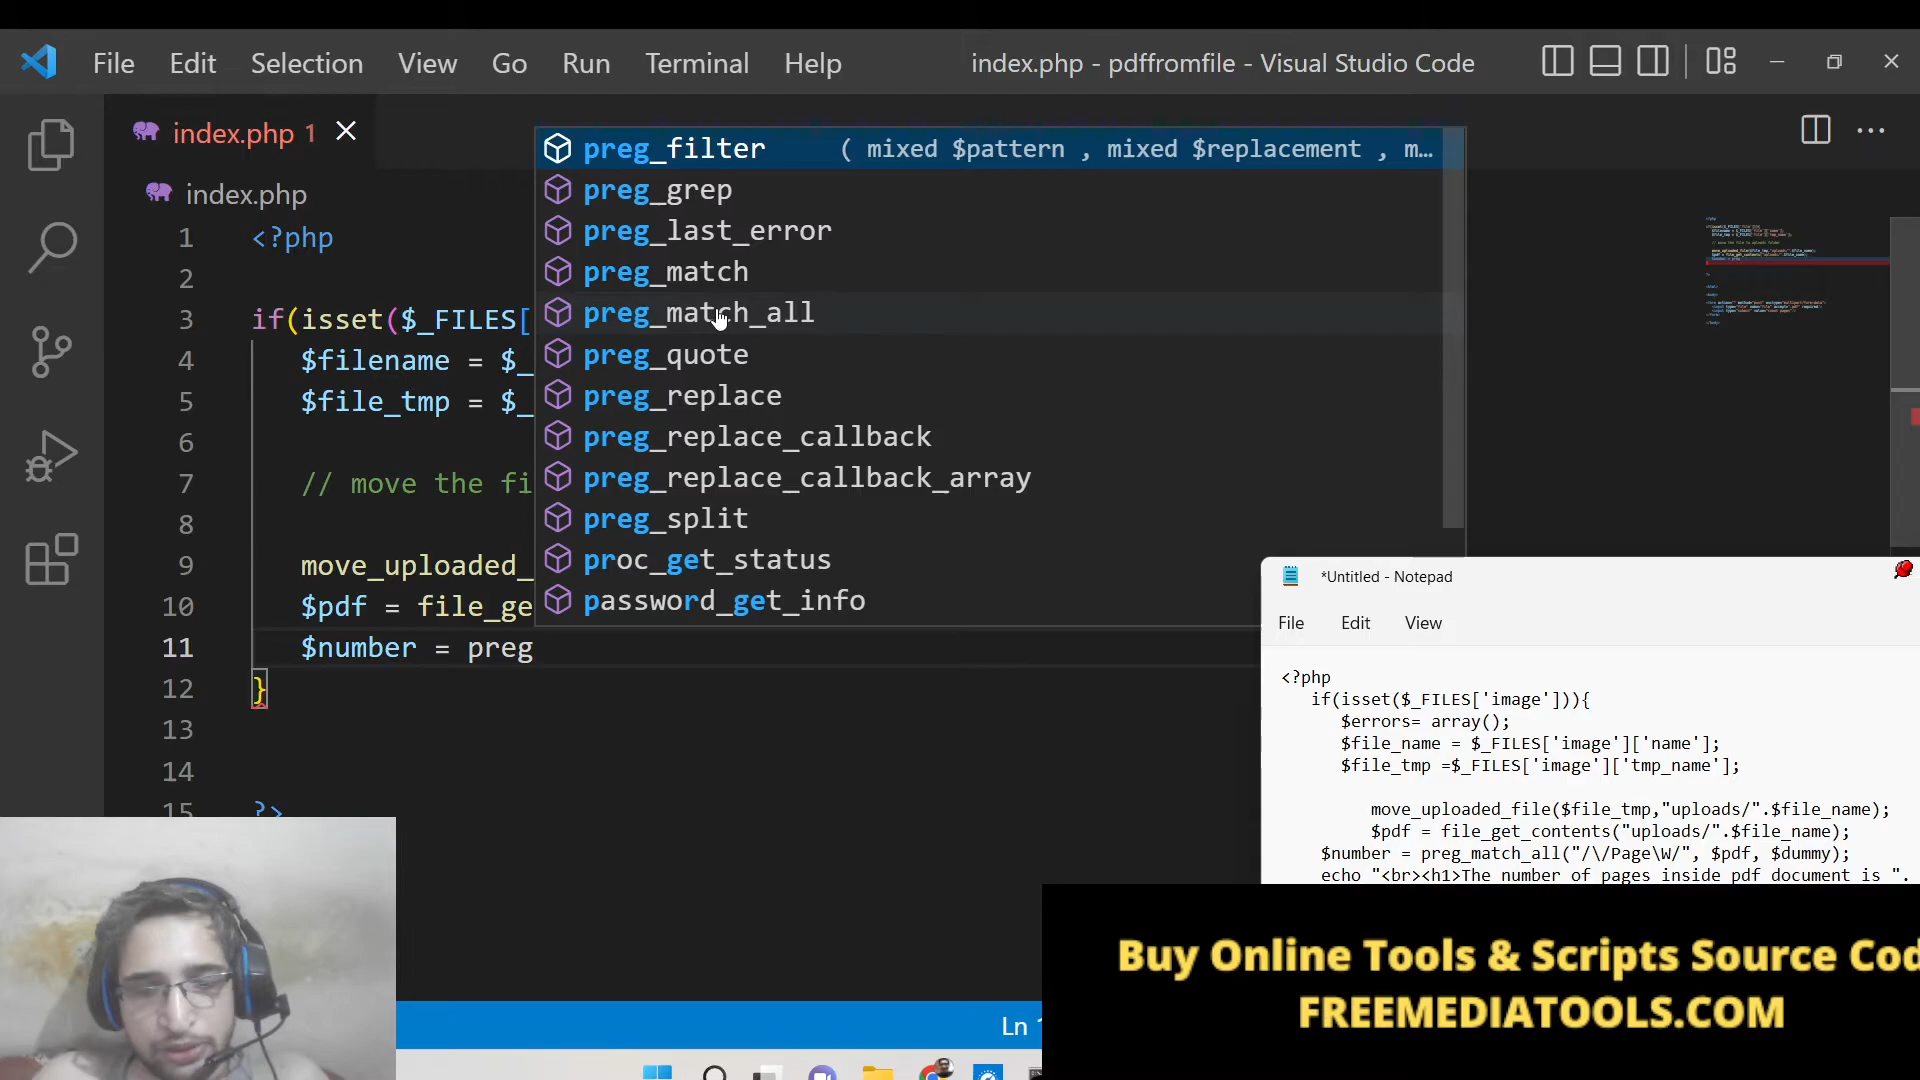 File Edit Selection View Go Run Terminal Help index.php - pdffromfile - Visual Studio Code
index.php 1
index.php
1 <?php
2
3 if(isset($_FILES[
4 $filename = $_
5 $file_tmp = $_
6
7 // move the fi
8
9 move_uploaded_
10 $pdf = file_ge
11 $number = preg
12 }
13
14
15 ?>
preg_filter ( mixed $pattern , mixed $replacement , m…
preg_grep
preg_last_error
preg_match
preg_match_all
preg_quote
preg_replace
preg_replace_callback
preg_replace_callback_array
preg_split
proc_get_status
password_get_info
*Untitled - Notepad
File Edit View
<?php
if(isset($_FILES['image'])){
$errors= array();
$file_name = $_FILES['image']['name'];
$file_tmp =$_FILES['image']['tmp_name'];
move_uploaded_file($file_tmp,"uploads/".$file_name);
$pdf = file_get_contents("uploads/".$file_name);
$number = preg_match_all("/\/Page\W/", $pdf, $dummy);
echo "<br><h1>The number of pages inside pdf document is ".
Buy Online Tools & Scripts Source Cod
FREEMEDIATOOLS.COM
Ln